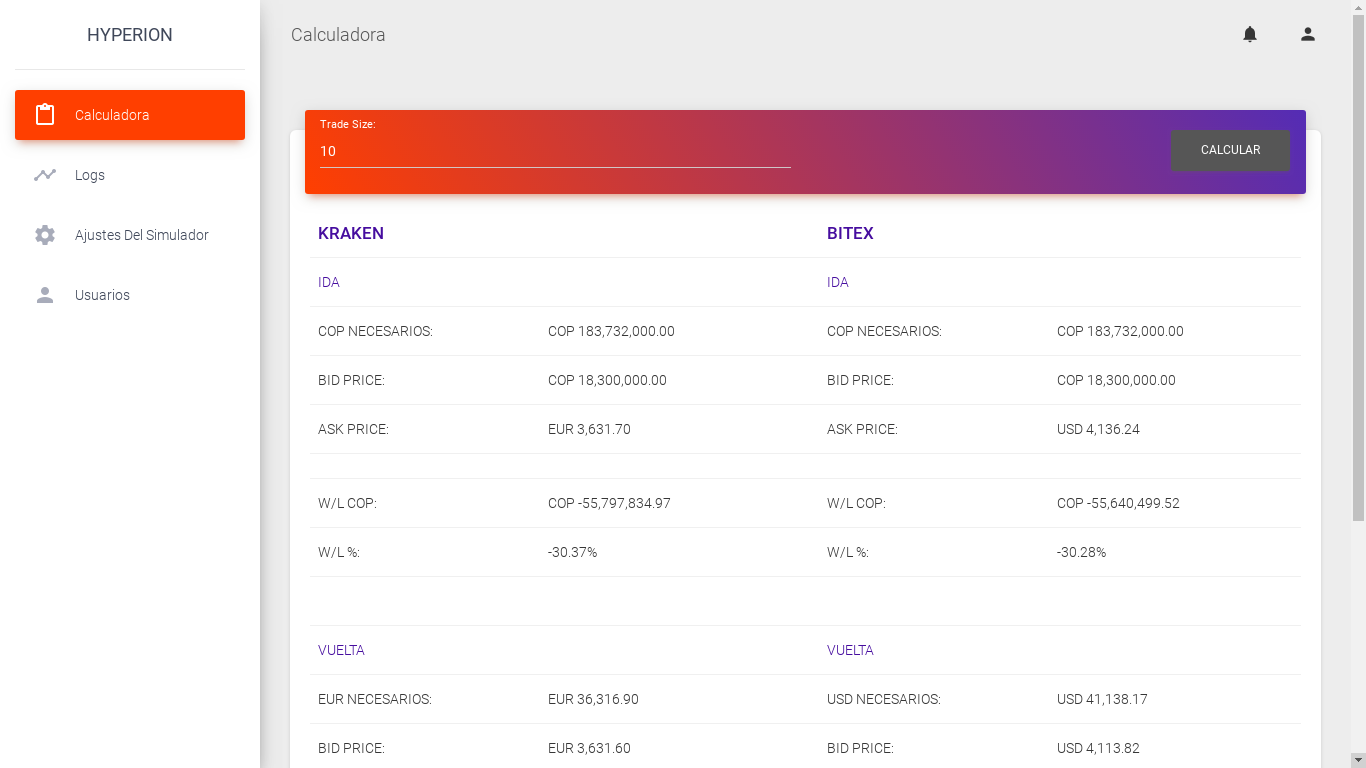 HYPERION
Calculadora
Logs
Ajustes Del Simulador
Usuarios
Calculadora
Trade Size:
10
CALCULAR
KRAKEN BITEX
IDA IDA
COP NECESARIOS: COP 183,732,000.00 COP NECESARIOS: COP 183,732,000.00
BID PRICE: COP 18,300,000.00 BID PRICE: COP 18,300,000.00
ASK PRICE: EUR 3,631.70 ASK PRICE: USD 4,136.24
W/L COP: COP -55,797,834.97 W/L COP: COP -55,640,499.52
W/L %: -30.37% W/L %: -30.28%
VUELTA VUELTA
EUR NECESARIOS: EUR 36,316.90 USD NECESARIOS: USD 41,138.17
BID PRICE: EUR 3,631.60 BID PRICE: USD 4,113.82